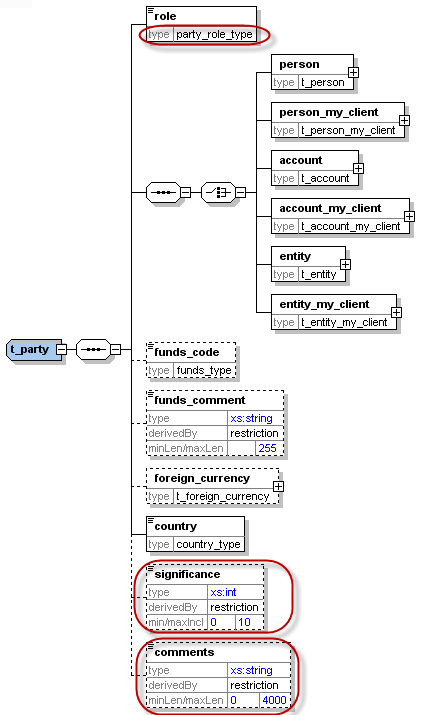 role
type party_role_type
person
type t_person
person_my_client
type t_person_my_client
account
type t_account
account_my_client
type t_account_my_client
entity
type t_entity
entity_my_client
type t_entity_my_client
t_party
funds_code
type funds_type
funds_comment
type xs:string
derivedBy restriction
minLen/maxLen 255
foreign_currency
type t_foreign_currency
country
type country_type
significance
type xs:int
derivedBy restriction
min/maxIncl 0 10
comments
type xs:string
derivedBy restriction
minLen/maxLen 0 4000